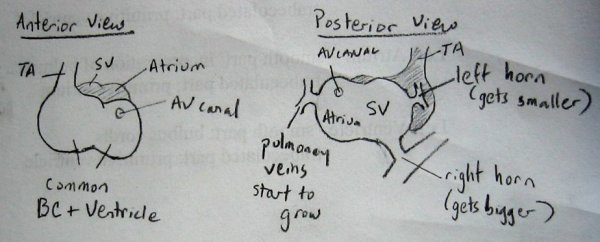 Anterior View
TA
SV
Atrium
AV canal
Common
BC + Ventricle
Posterior View
AV CANAL
TA
SV
Atrium
left horn
(gets smaller)
pulmonary
veins
start to
grow
right horn
(gets bigger)